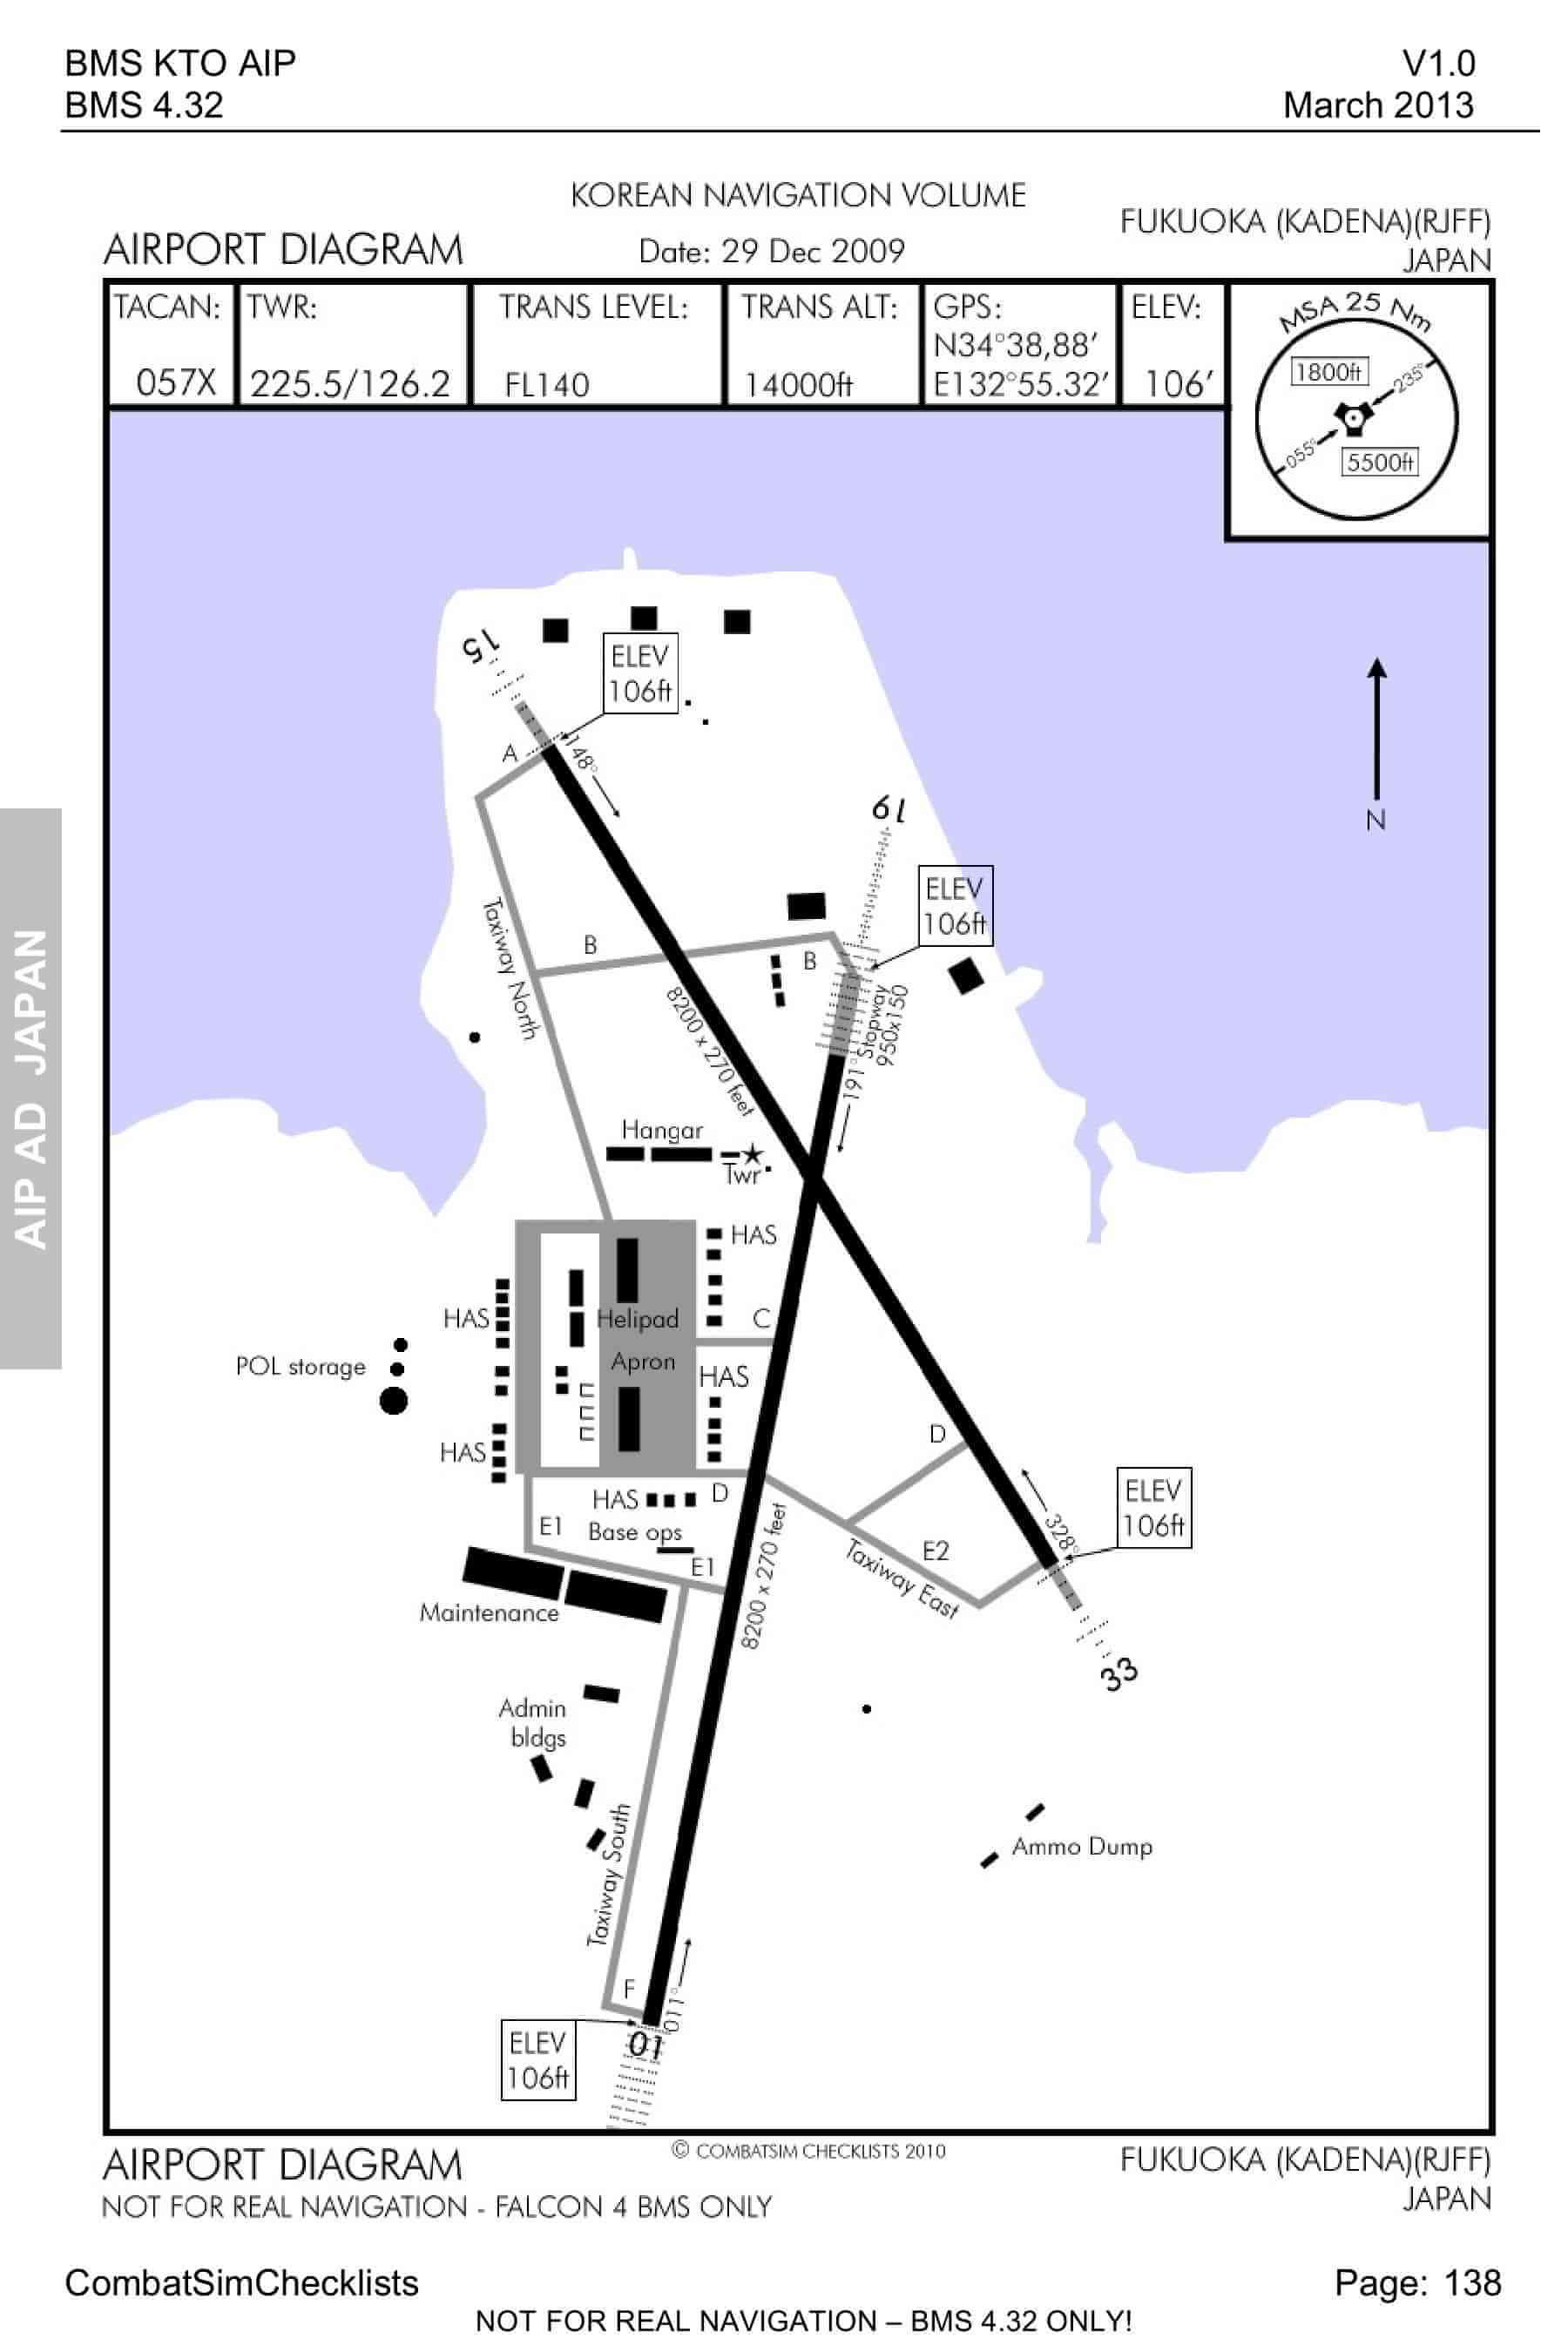 BMS KTO AIP
V1.0
BMS 4.32
March 2013
KOREAN NAVIGATION VOLUME
FUKUOKA (KADENA)(RJFF)
AIRPORT DIAGRAM
Date: 29 Dec 2009
JAPAN
TACAN:
057X
TWR:
225.5/126.2
TRANS LEVEL:
FL140
TRANS ALT:
14000ft
GPS:
N34°38,88′
E132°55.32′
ELEV:
106′
MSA 25 Nm
1800ft
235°
055°
5500ft
15
ELEV
106ft
A
148°
N
19
ELEV
106ft
Taxiway North
B
B
8200 x 270 feet
Stopway
950x150
191°
AIP AD JAPAN
Hangar
Twr
HAS
HAS
Helipad
C
POL storage
Apron
HAS
HAS
D
ELEV
106ft
HAS
D
E1
Base ops
328°
E1
8200 x 270 feet
E2
Taxiway East
Maintenance
33
Admin
bldgs
Taxiway South
Ammo Dump
F
011°
01
ELEV
106ft
AIRPORT DIAGRAM
© COMBATSIM CHECKLISTS 2010
FUKUOKA (KADENA)(RJFF)
NOT FOR REAL NAVIGATION - FALCON 4 BMS ONLY
JAPAN
CombatSimChecklists
Page: 138
NOT FOR REAL NAVIGATION – BMS 4.32 ONLY!